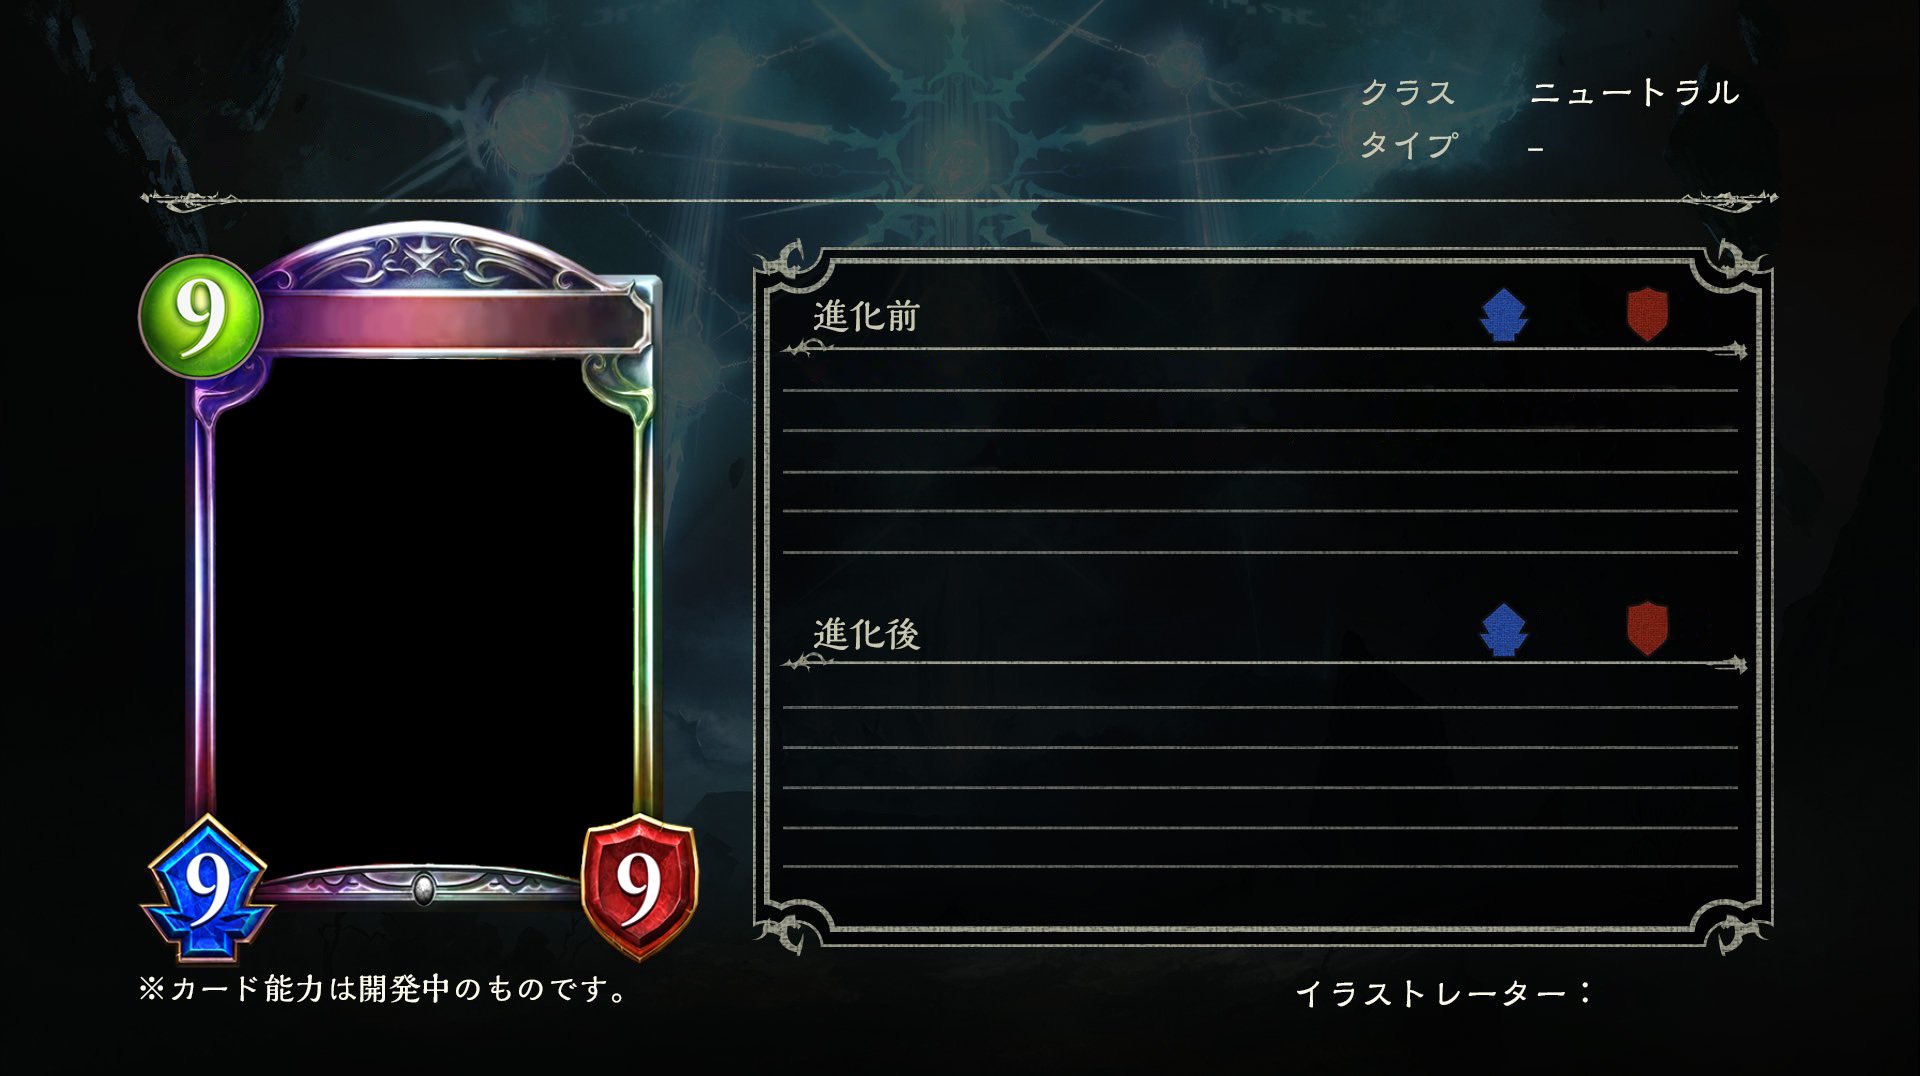 クラス ニュートラル
タイプ –
9
進化前
進化後
9
9
※カード能力は開発中のものです。
イラストレーター：